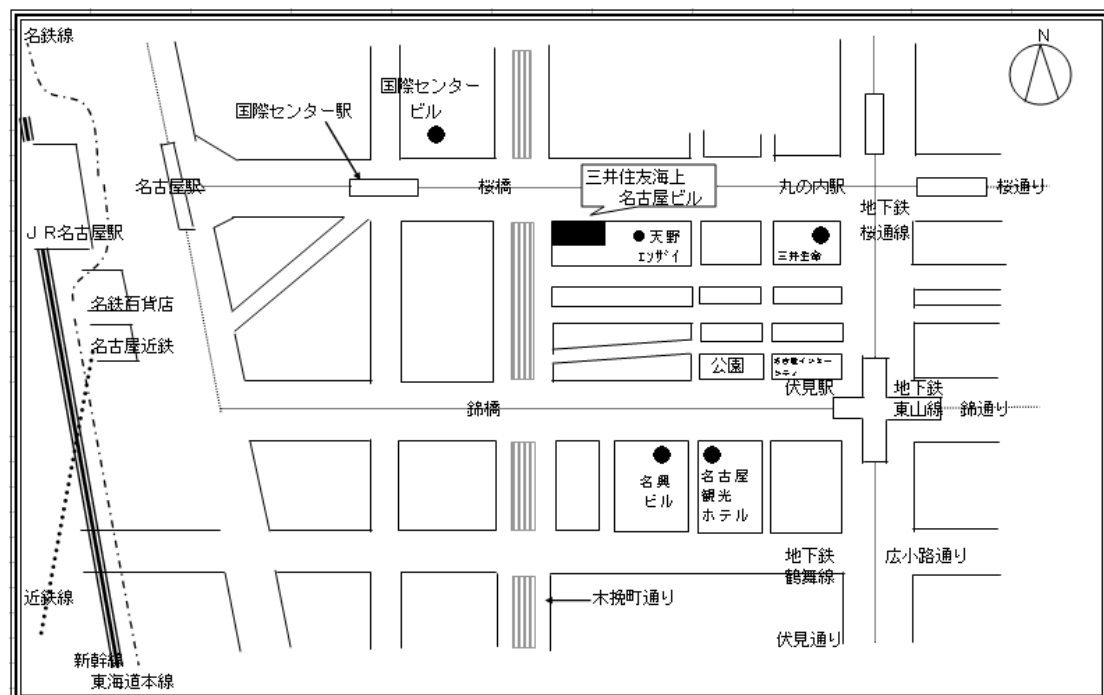 名鉄線
N
国際センター
ビル
国際センター駅
三井住友海上
名古屋ビル
名古屋駅
桜橋
丸の内駅
桜通り
地下鉄
桜通線
JR名古屋駅
天野
エンザイ
三井生命
名鉄百貨店
名古屋近鉄
公園
伏見駅
地下鉄
東山線
錦通り
錦橋
名興
ビル
名古屋
観光
ホテル
地下鉄
鶴舞線
広小路通り
近鉄線
木挽町通り
伏見通り
新幹線
東海道本線